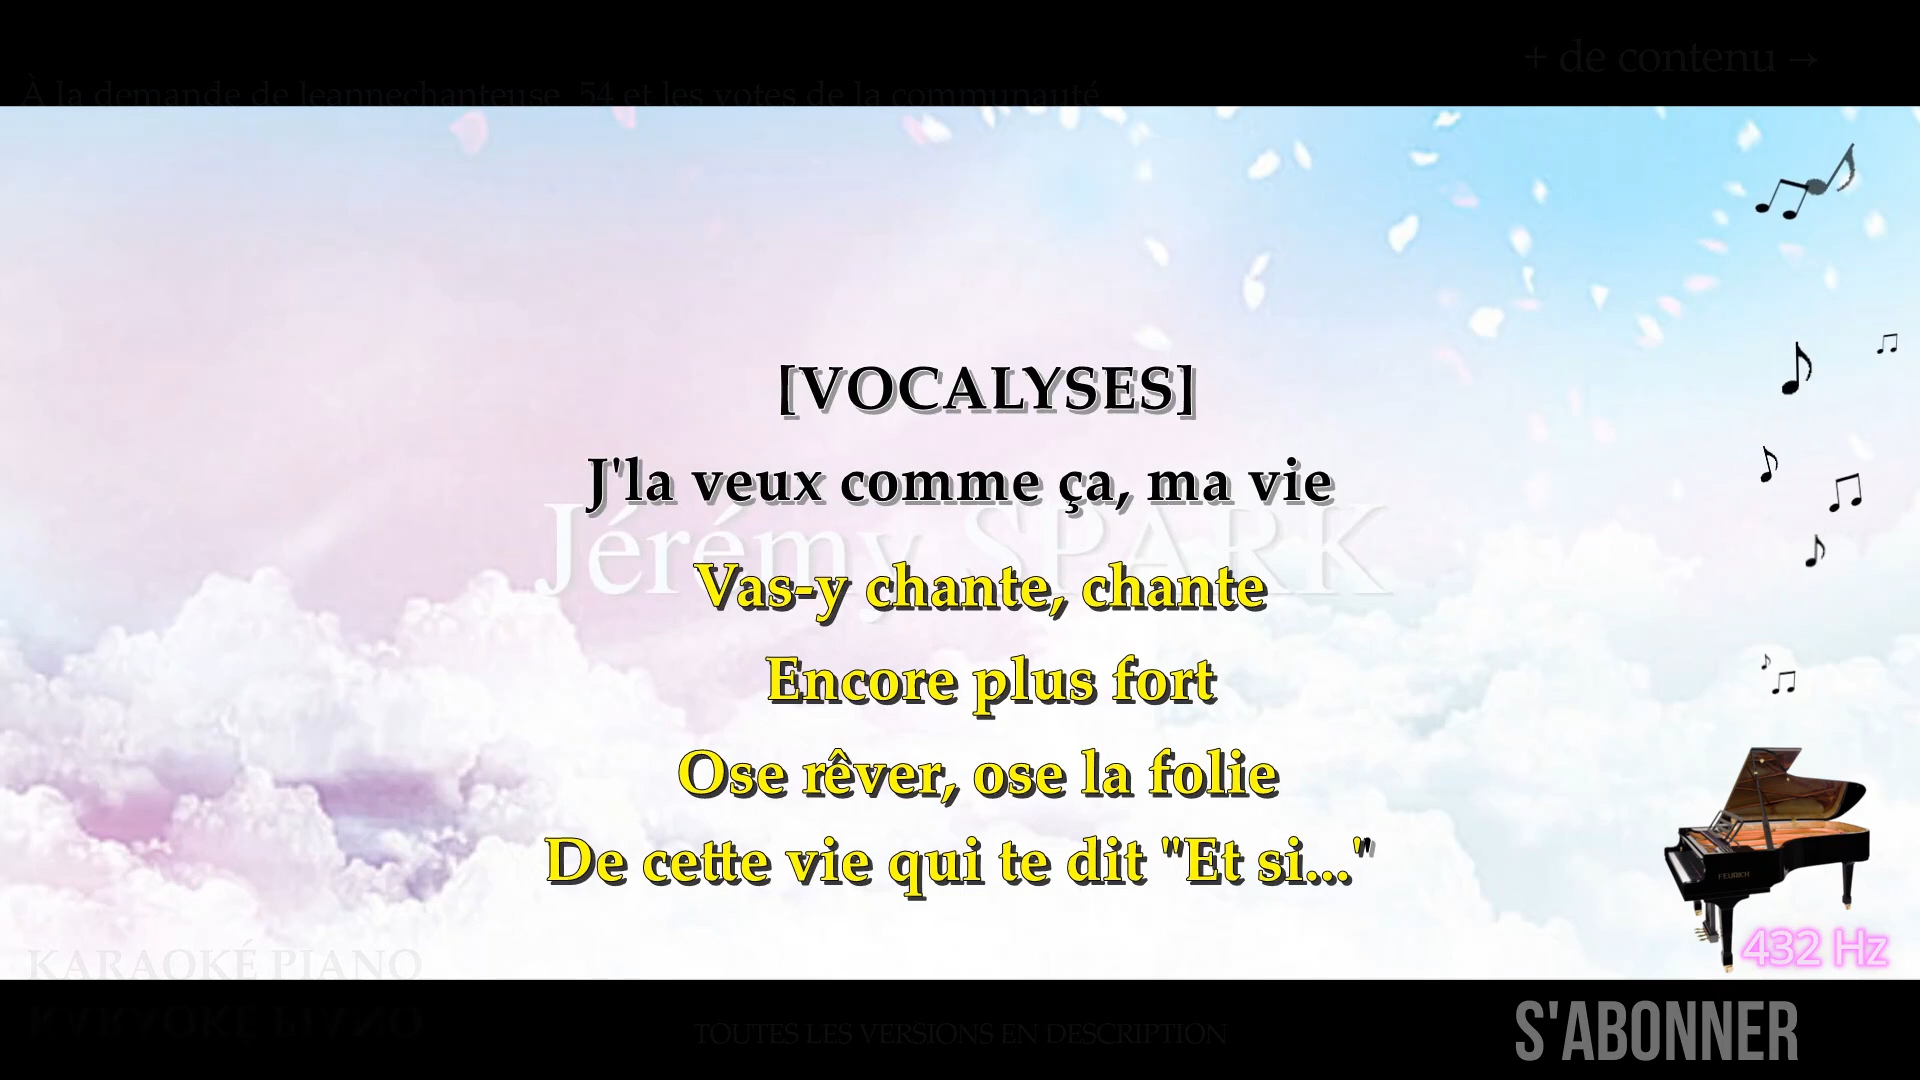 + de contenu →
À la demande de leannechanteuse_54 et les votes de la communauté
[VOCALYSES]
J'la veux comme ça, ma vie
Jérémy SPARK
Vas-y chante, chante
Encore plus fort
Ose rêver, ose la folie
De cette vie qui te dit "Et si..."
FEURICH
432 Hz
KARAOKÉ PIANO
TOUTES LES VERSIONS EN DESCRIPTION
S'ABONNER